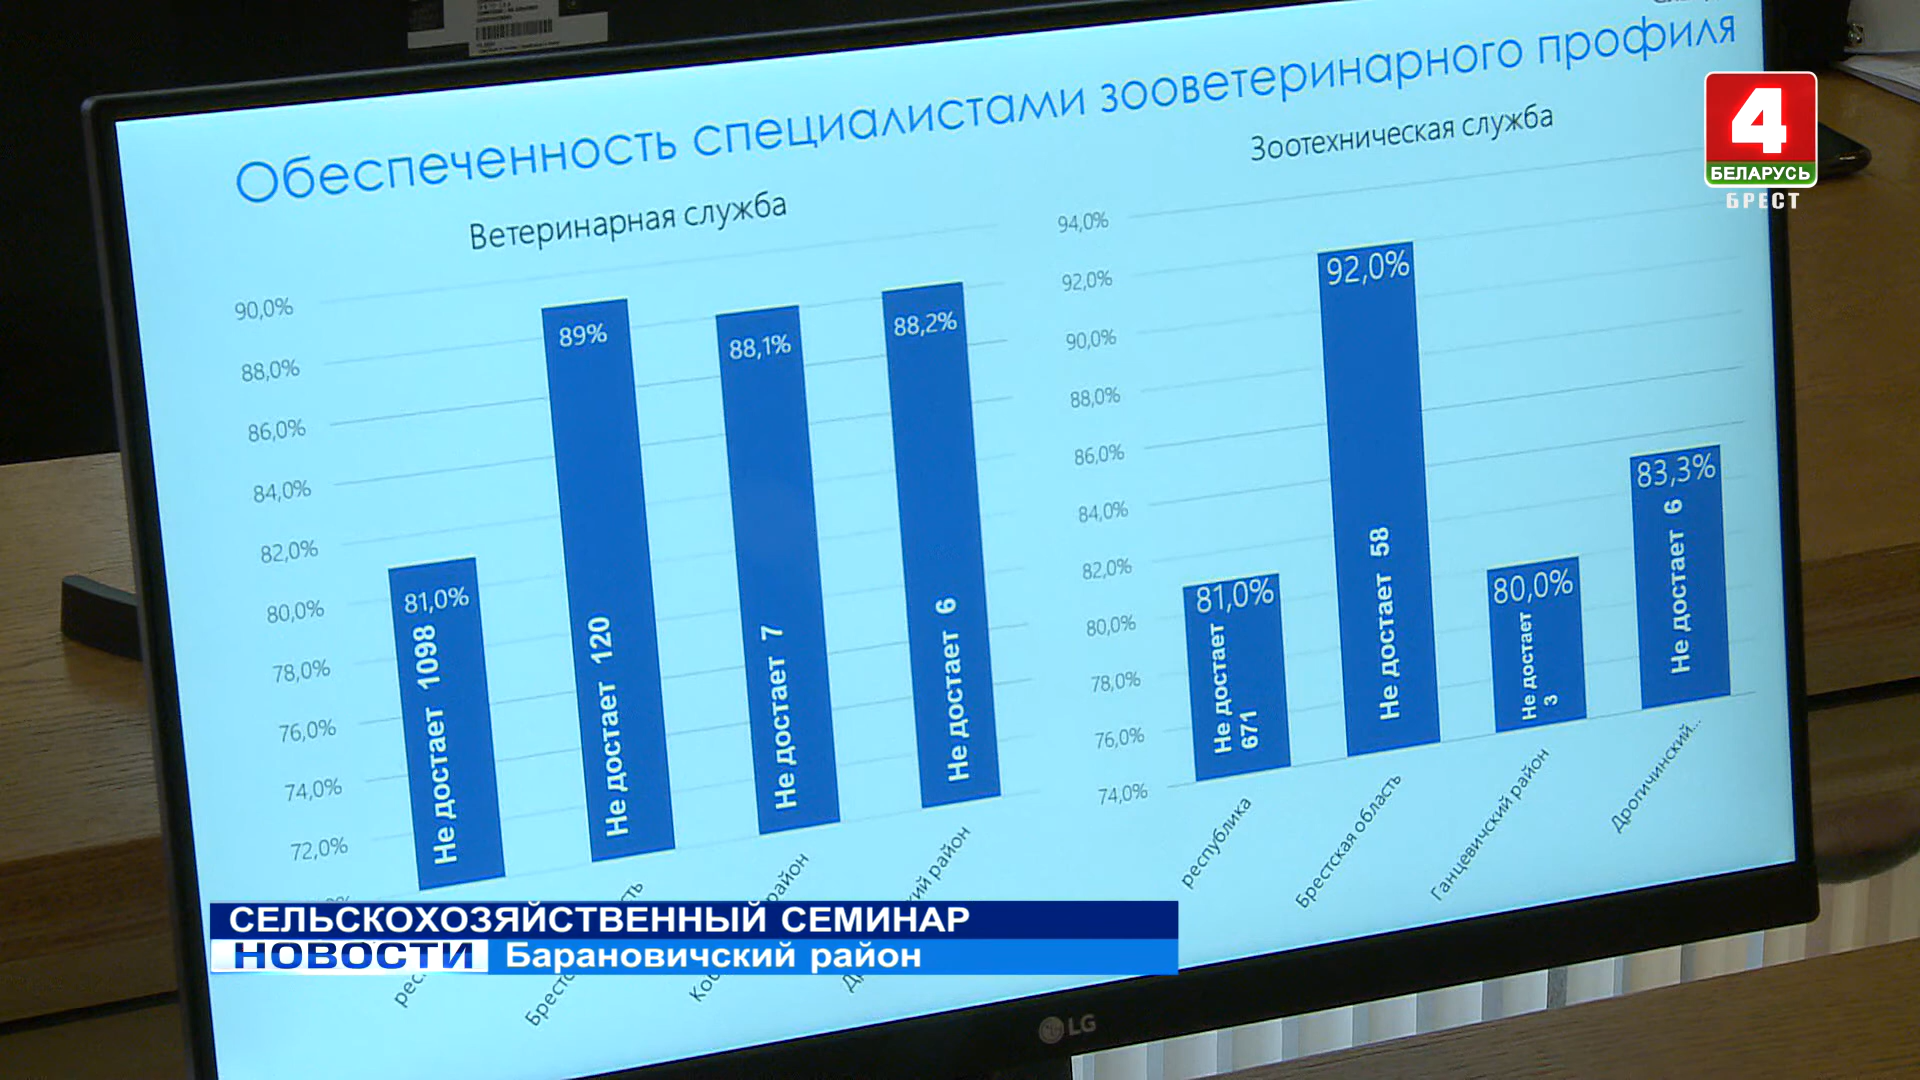 Обеспеченность специалистами зооветеринарного профиля
4
БЕЛАРУСЬ
БРЕСТ
Ветеринарная служба
90,0%
88,0%
86,0%
84,0%
82,0%
80,0%
78,0%
76,0%
74,0%
72,0%
81,0%
Не достает 1098
89%
Не достает 120
88,1%
Не достает 7
88,2%
Не достает 6
район
Зоотехническая служба
94,0%
92,0%
90,0%
88,0%
86,0%
84,0%
82,0%
80,0%
78,0%
76,0%
74,0%
81,0%
Не достает
671
92,0%
Не достает 58
80,0%
Не достает
3
83,3%
Не достает 6
республика
Брестская область
Ганцевичский район
Дрогичинский...
СЕЛЬСКОХОЗЯЙСТВЕННЫЙ СЕМИНАР
НОВОСТИ Барановичский район
LG